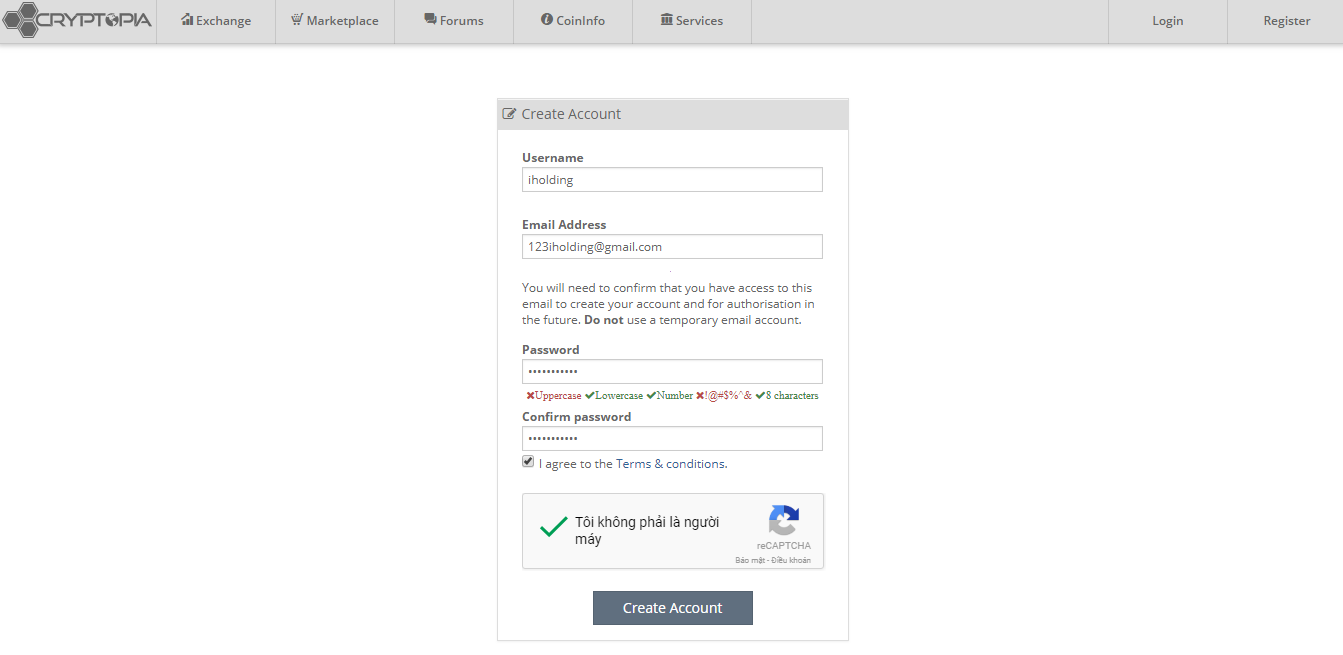 CRYPTOPIA Exchange Marketplace Forums CoinInfo Services Login Register
Create Account
Username
iholding
Email Address
123iholding@gmail.com
You will need to confirm that you have access to this
email to create your account and for authorisation in
the future. Do not use a temporary email account.
Password
•••••••••••
Uppercase Lowercase Number !@#$%^& 8 characters
Confirm password
•••••••••••
I agree to the Terms & conditions.
Tôi không phải là người
máy
reCAPTCHA
Bảo mật - Điều khoản
Create Account